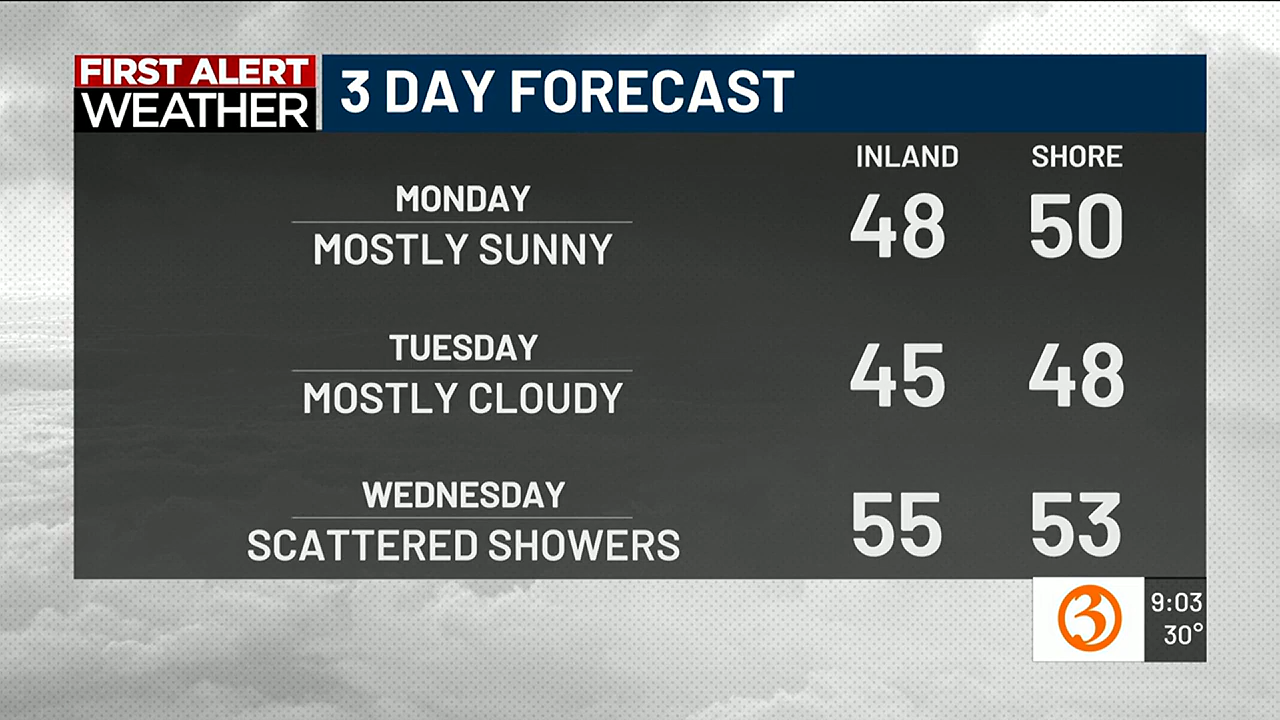 FIRST ALERT
WEATHER
3 DAY FORECAST
INLAND SHORE
MONDAY
MOSTLY SUNNY
48 50
TUESDAY
MOSTLY CLOUDY
45 48
WEDNESDAY
SCATTERED SHOWERS
55 53
3
9:03
30°